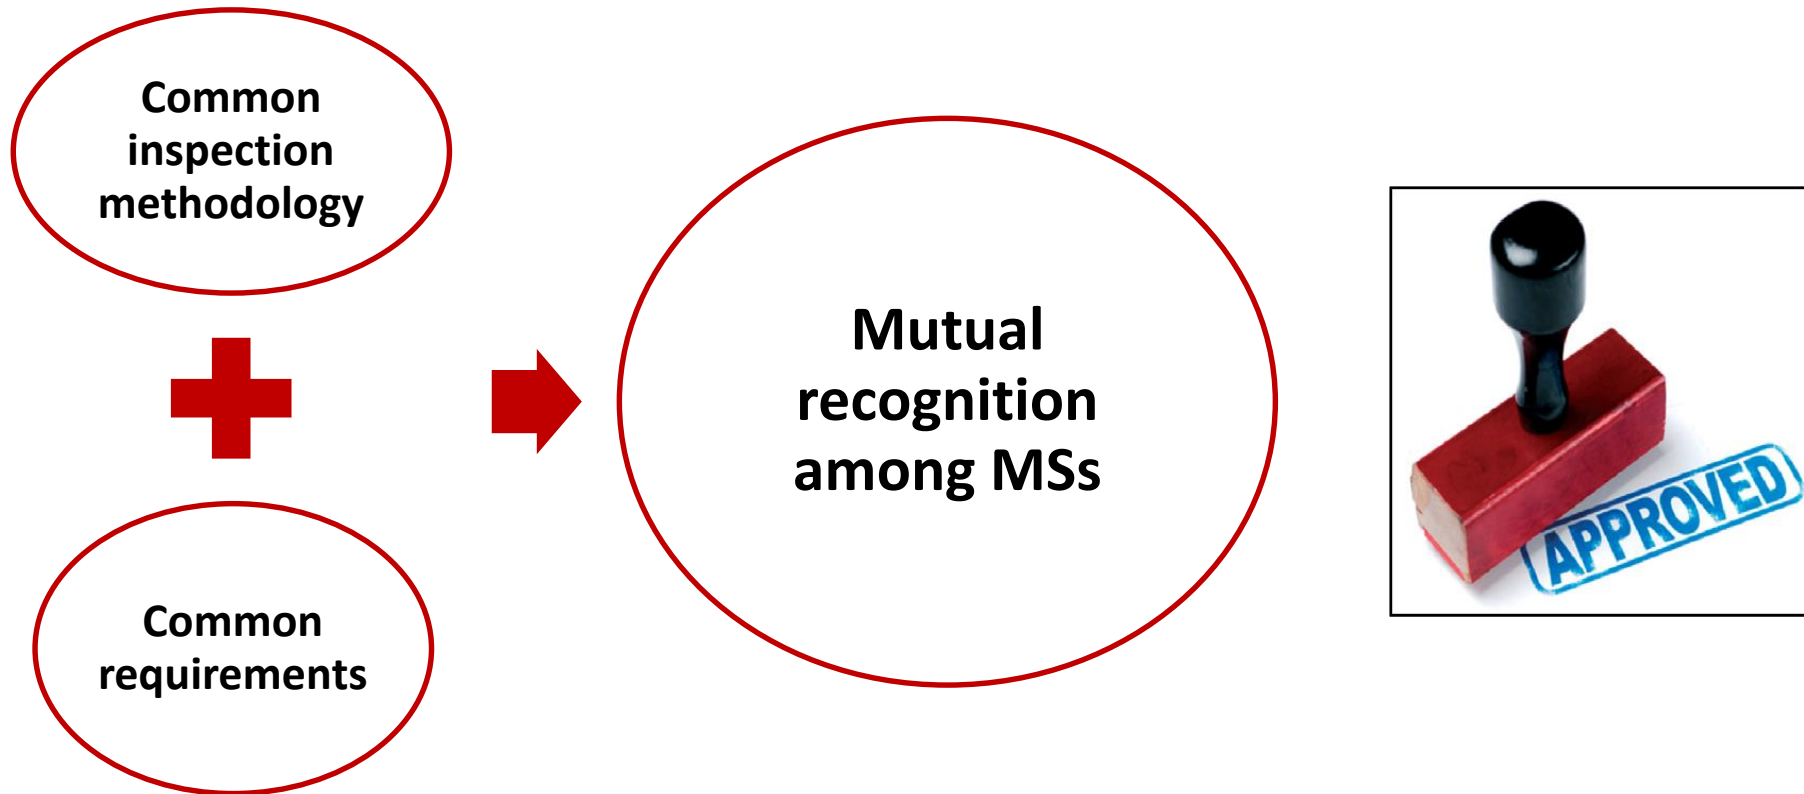 Common
inspection
methodology
Common
requirements
Mutual
recognition
among MSs
APPROVED